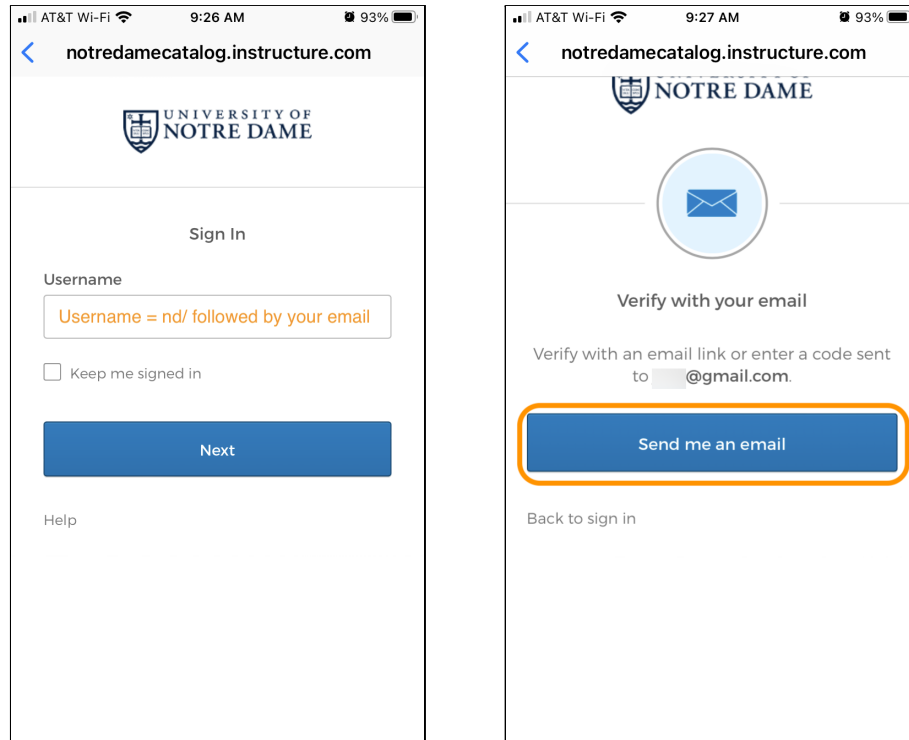 AT&T Wi-Fi 9:26 AM 93%
notredamecatalog.instructure.com
UNIVERSITY OF
NOTRE DAME
Sign In
Username
Username = nd/ followed by your email
Keep me signed in
Next
Help
AT&T Wi-Fi 9:27 AM 93%
notredamecatalog.instructure.com
NOTRE DAME
Verify with your email
Verify with an email link or enter a code sent
to @gmail.com.
Send me an email
Back to sign in